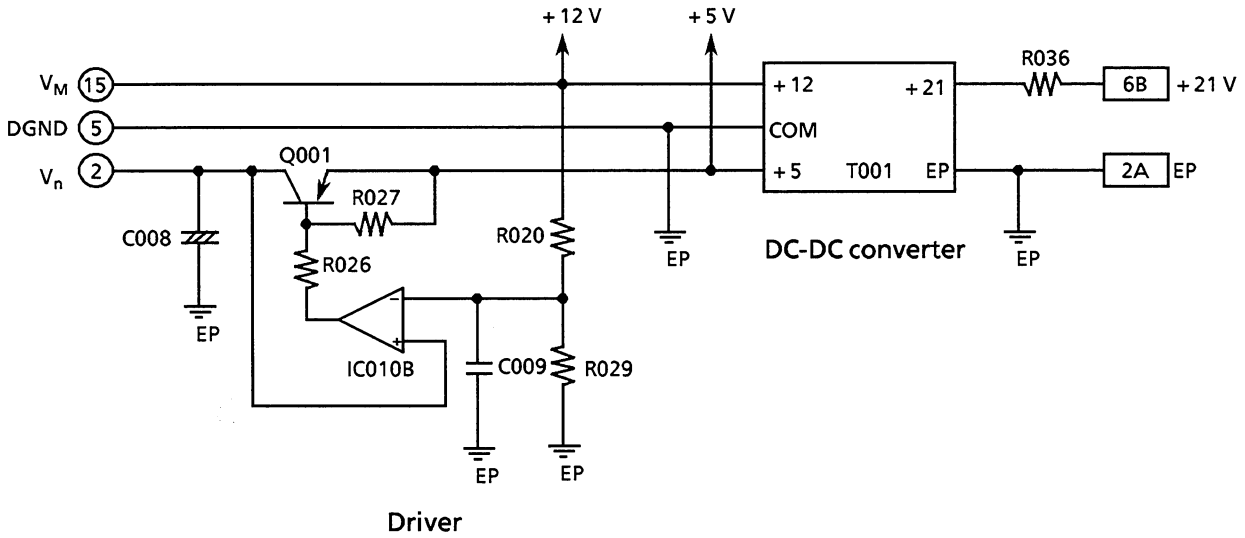 +12 V
+5 V
VM 15
DGND 5
Vn 2
Q001
R027
C008
R026
IC010B
R020
C009
R029
EP
EP
EP
EP
+12
COM
+5
+21
T001
EP
DC-DC converter
R036
6B
+21 V
2A
EP
EP
Driver